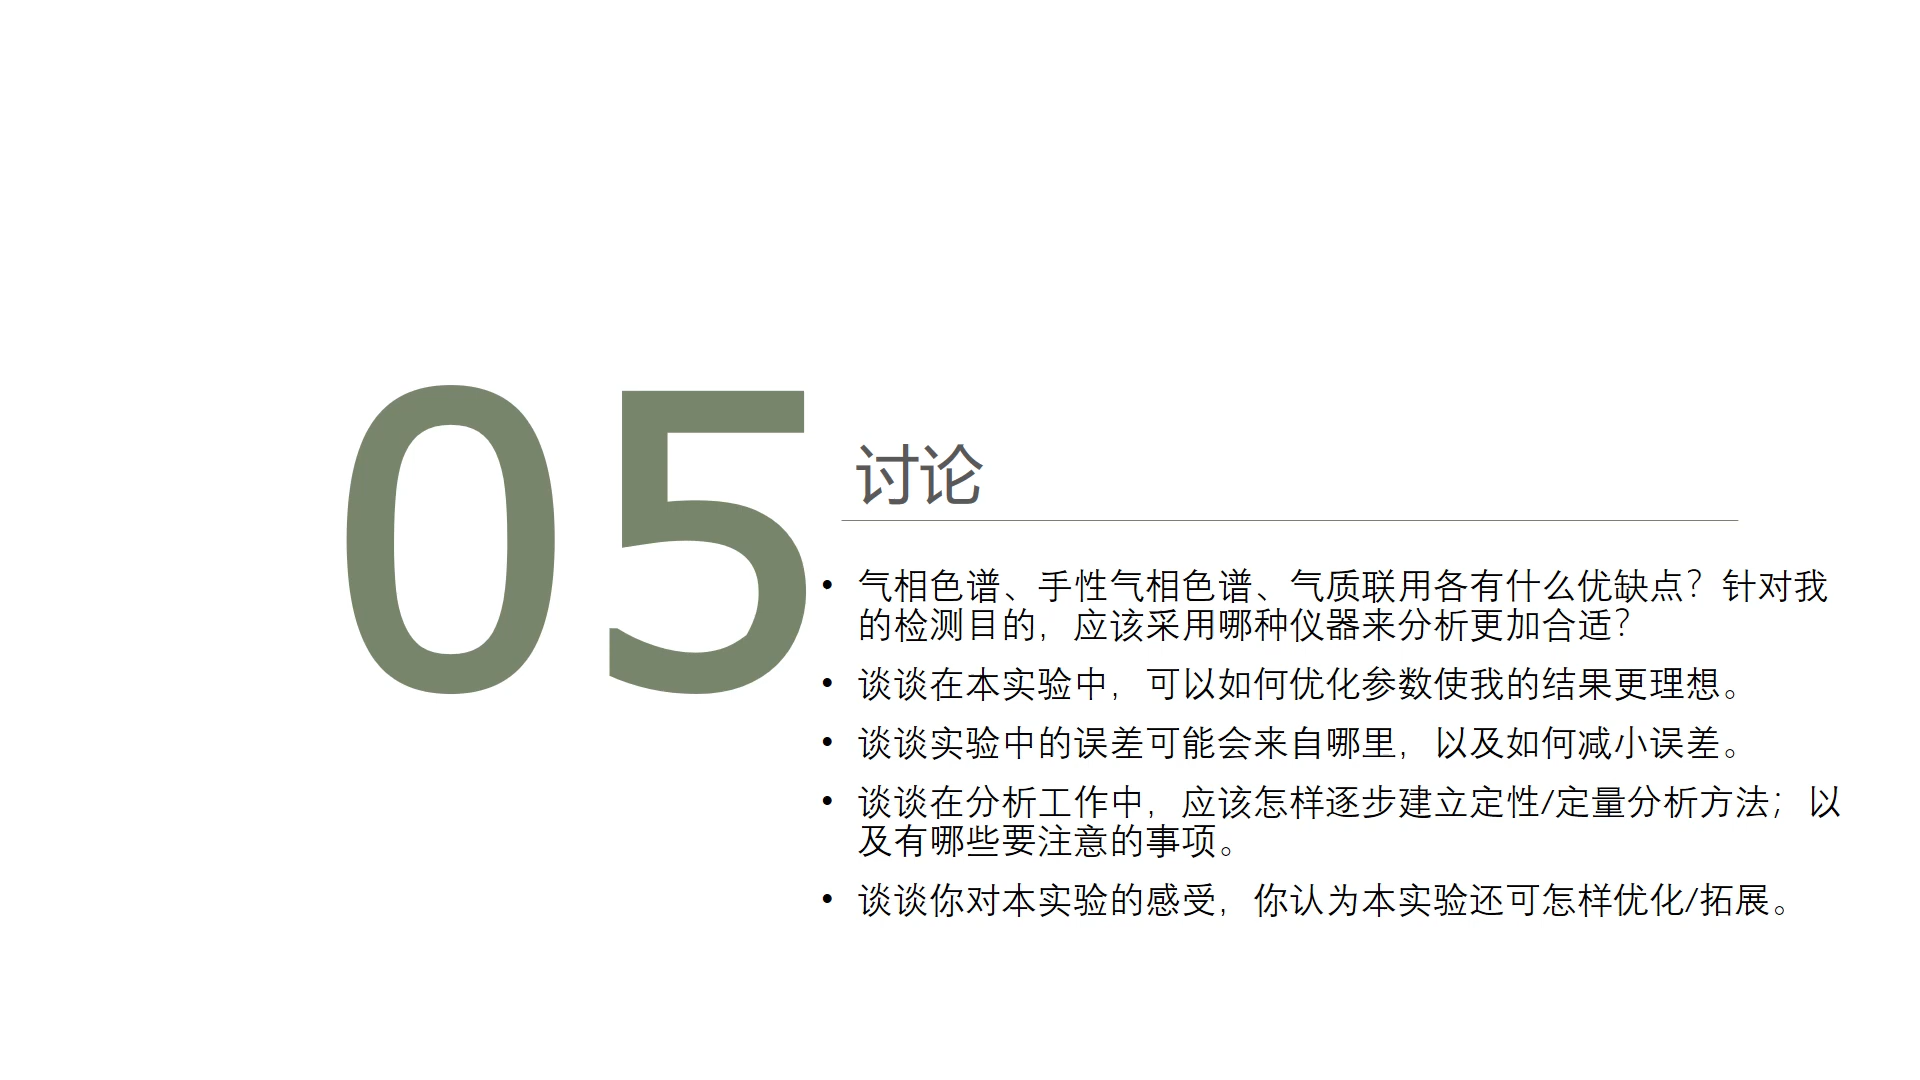 05
讨论
• 气相色谱、手性气相色谱、气质联用各有什么优缺点？针对我
的检测目的，应该采用哪种仪器来分析更加合适？
• 谈谈在本实验中，可以如何优化参数使我的结果更理想。
• 谈谈实验中的误差可能会来自哪里，以及如何减小误差。
• 谈谈在分析工作中，应该怎样逐步建立定性/定量分析方法；以
及有哪些要注意的事项。
• 谈谈你对本实验的感受，你认为本实验还可怎样优化/拓展。